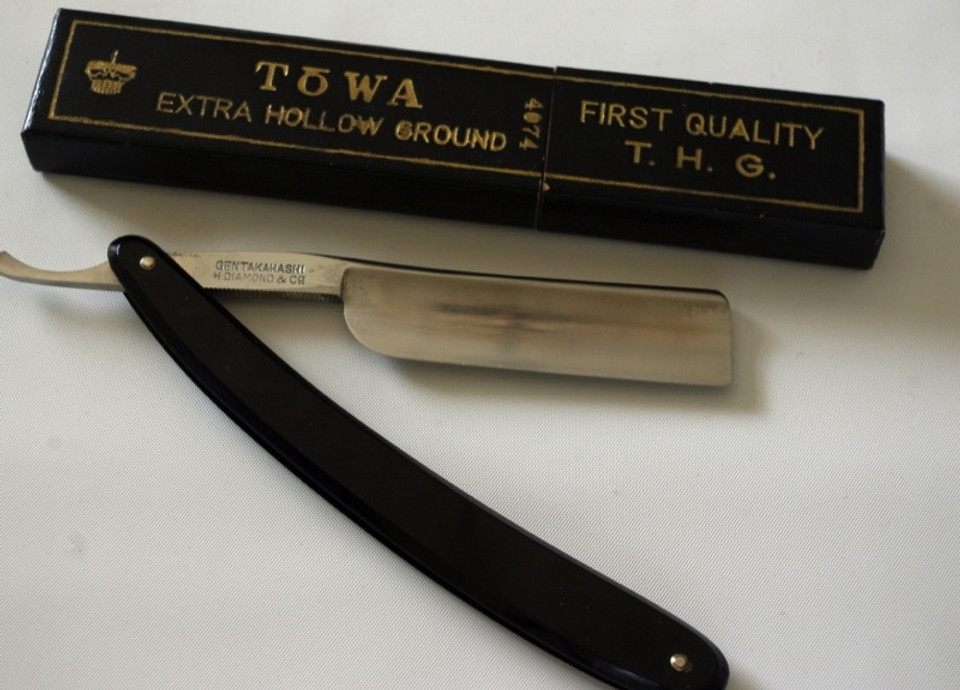 TōWA
EXTRA HOLLOW GROUND
4074
FIRST QUALITY
T. H. G.
GENTAKAHASHI
H.DIAMOND & Co